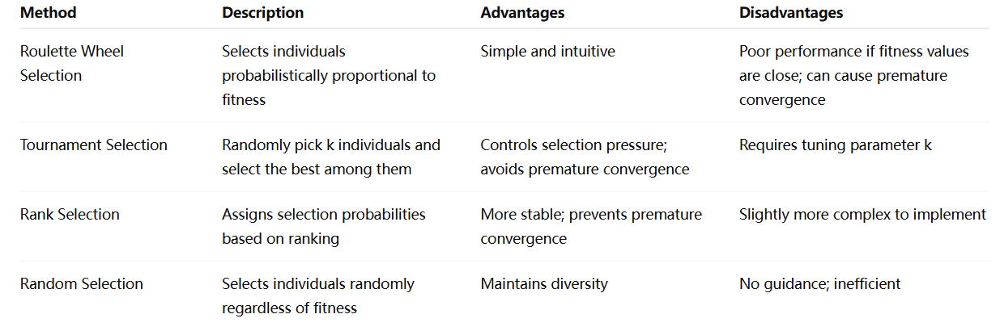 Method Description Advantages Disadvantages
Roulette Wheel
Selection
Selects individuals
probabilistically proportional to
fitness
Simple and intuitive
Poor performance if fitness values
are close; can cause premature
convergence
Tournament Selection
Randomly pick k individuals and
select the best among them
Controls selection pressure;
avoids premature convergence
Requires tuning parameter k
Rank Selection
Assigns selection probabilities
based on ranking
More stable; prevents premature
convergence
Slightly more complex to implement
Random Selection
Selects individuals randomly
regardless of fitness
Maintains diversity
No guidance; inefficient